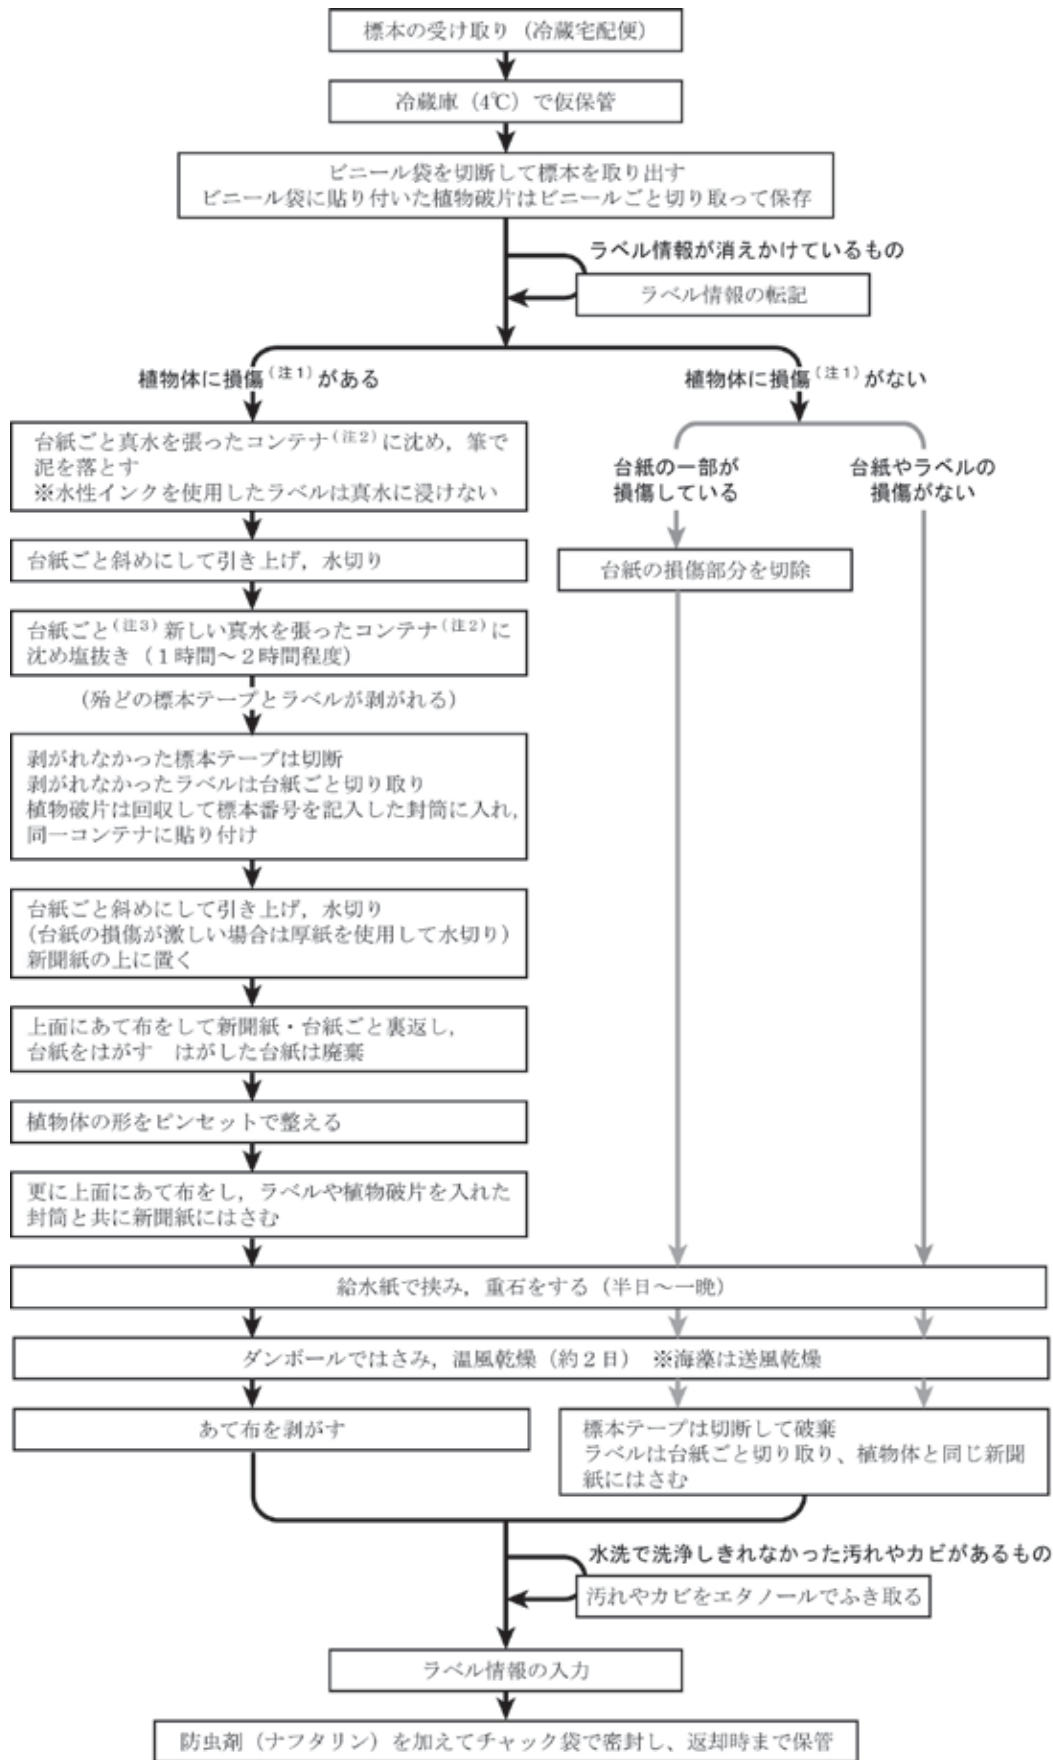 標本の受け取り（冷蔵宅配便）
冷蔵庫（4℃）で仮保管
ビニール袋を切断して標本を取り出す
ビニール袋に貼り付いた植物破片はビニールごと切り取って保存
ラベル情報が消えかけているもの
ラベル情報の転記
植物体に損傷(注1)がある
植物体に損傷(注1)がない
台紙ごと真水を張ったコンテナ(注2)に沈め，筆で
泥を落とす
※水性インクを使用したラベルは真水に浸けない
台紙の一部が
損傷している
台紙やラベルの
損傷がない
台紙ごと斜めにして引き上げ，水切り
台紙の損傷部分を切除
台紙ごと(注3)新しい真水を張ったコンテナ(注2)に
沈め塩抜き（1時間～2時間程度）
（殆どの標本テープとラベルが剥がれる）
剥がれなかった標本テープは切断
剥がれなかったラベルは台紙ごと切り取り
植物破片は回収して標本番号を記入した封筒に入れ，
同一コンテナに貼り付け
台紙ごと斜めにして引き上げ，水切り
（台紙の損傷が激しい場合は厚紙を使用して水切り）
新聞紙の上に置く
上面にあて布をして新聞紙・台紙ごと裏返し，
台紙をはがす　はがした台紙は廃棄
植物体の形をピンセットで整える
更に上面にあて布をし，ラベルや植物破片を入れた
封筒と共に新聞紙にはさむ
給水紙で挟み，重石をする（半日～一晩）
ダンボールではさみ，温風乾燥（約2日）　※海藻は送風乾燥
あて布を剥がす
標本テープは切断して破棄
ラベルは台紙ごと切り取り、植物体と同じ新聞
紙にはさむ
水洗で洗浄しきれなかった汚れやカビがあるもの
汚れやカビをエタノールでふき取る
ラベル情報の入力
防虫剤（ナフタリン）を加えてチャック袋で密封し、返却時まで保管